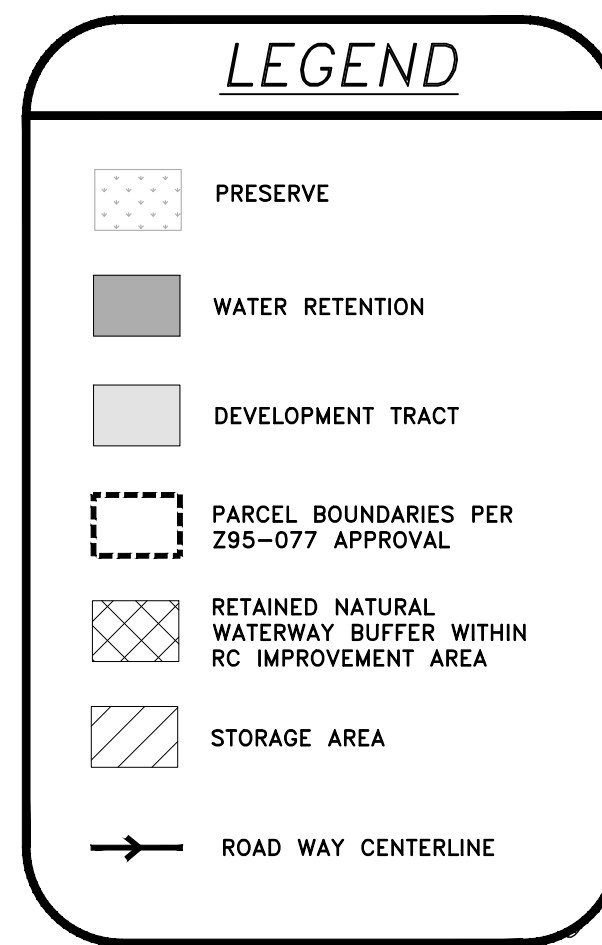 LEGEND
PRESERVE
WATER RETENTION
DEVELOPMENT TRACT
PARCEL BOUNDARIES PER
Z95-077 APPROVAL
RETAINED NATURAL
WATERWAY BUFFER WITHIN
RC IMPROVEMENT AREA
STORAGE AREA
ROAD WAY CENTERLINE